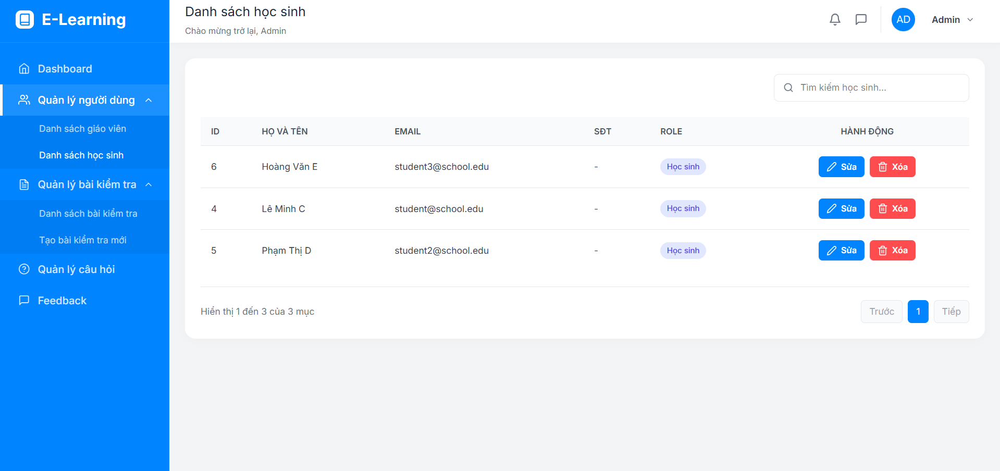 E-Learning
Danh sách học sinh
Chào mừng trở lại, Admin
AD
Admin
Dashboard
Quản lý người dùng
Danh sách giáo viên
Danh sách học sinh
Quản lý bài kiểm tra
Danh sách bài kiểm tra
Tạo bài kiểm tra mới
Quản lý câu hỏi
Feedback
Tìm kiếm học sinh...
ID HỌ VÀ TÊN EMAIL SĐT ROLE HÀNH ĐỘNG
6 Hoàng Văn E student3@school.edu - Học sinh Sửa Xóa
4 Lê Minh C student@school.edu - Học sinh Sửa Xóa
5 Phạm Thị D student2@school.edu - Học sinh Sửa Xóa
Hiển thị 1 đến 3 của 3 mục
Trước 1 Tiếp